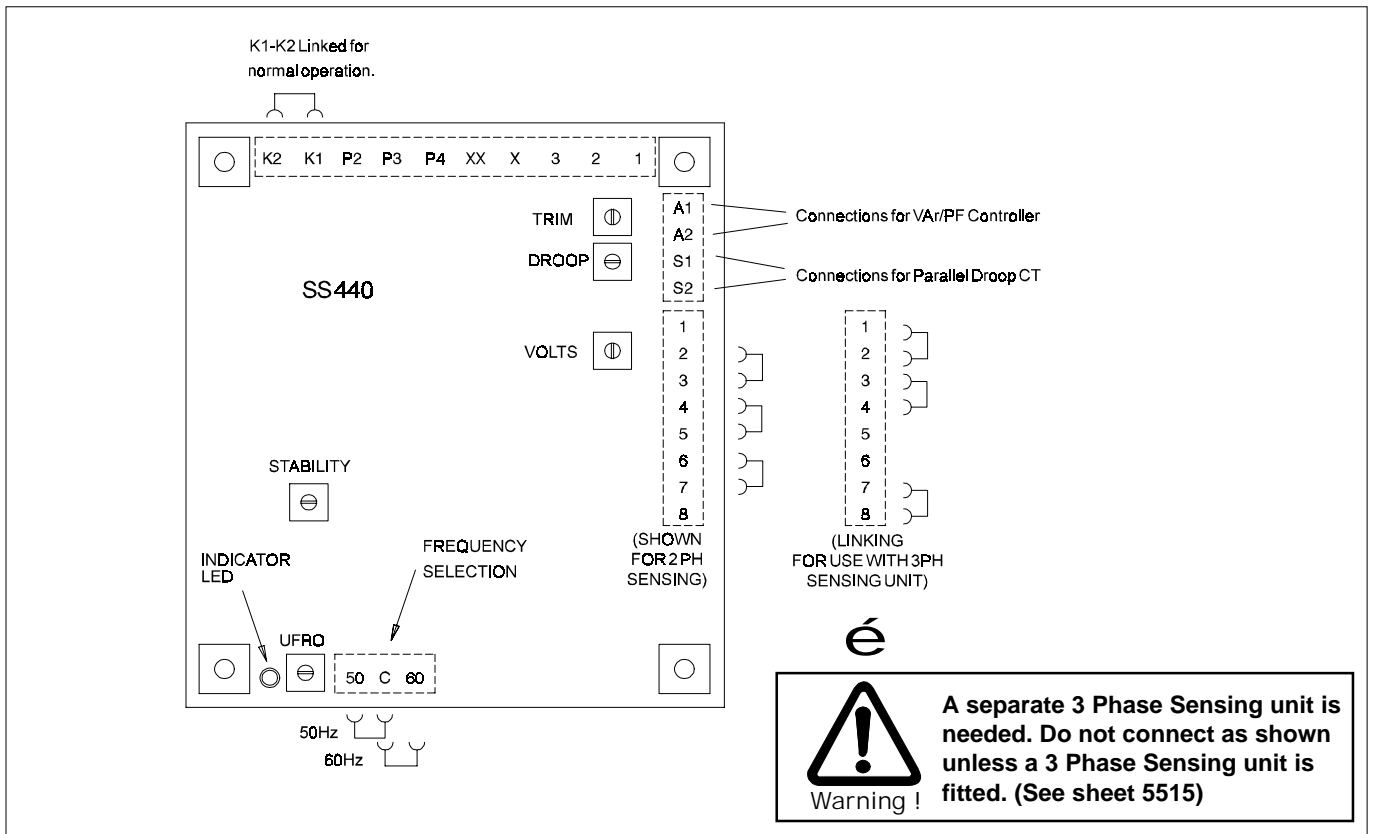 K1-K2 Linked for
normal operation.
K2 K1 P2 P3 P4 XX X 3 2 1
TRIM
DROOP
A1
A2
S1
S2
Connections for VAr/PF Controller
Connections for Parallel Droop CT
SS440
VOLTS
1
2
3
4
5
6
7
8
(SHOWN
FOR 2 PH
SENSING)
1
2
3
4
5
6
7
8
(LINKING
FOR USE WITH 3PH
SENSING UNIT)
STABILITY
INDICATOR
LED
FREQUENCY
SELECTION
UFRO
50 C 60
50Hz
60Hz
é
Warning !
A separate 3 Phase Sensing unit is
needed. Do not connect as shown
unless a 3 Phase Sensing unit is
fitted. (See sheet 5515)